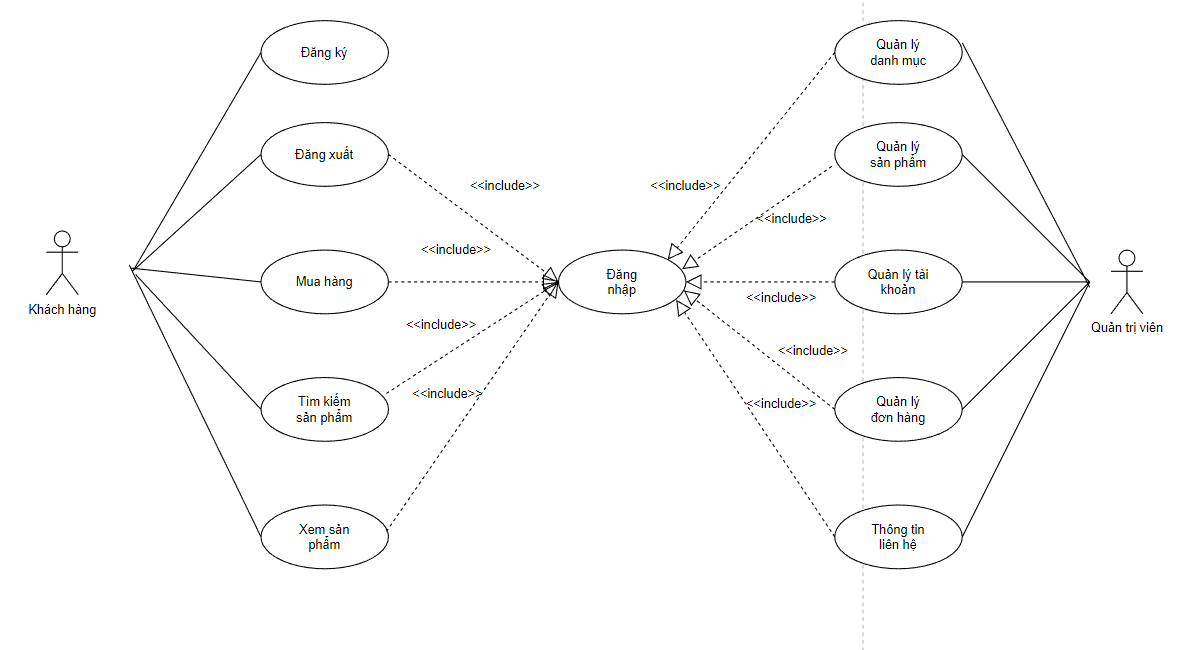 Đăng ký
Quản lý
danh mục
Đăng xuất
Quản lý
sản phẩm
<<include>>
<<include>>
<<include>>
<<include>>
Mua hàng
Đăng
nhập
Quản lý tài
khoản
<<include>>
Khách hàng
<<include>>
Quản trị viên
<<include>>
<<include>>
<<include>>
Tìm kiếm
sản phẩm
Quản lý
đơn hàng
Xem sản
phẩm
Thông tin
liên hệ